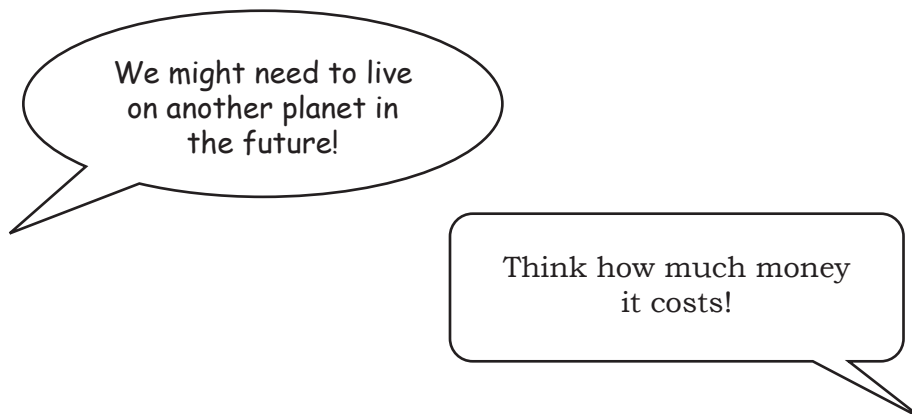 We might need to live
on another planet in
the future!
Think how much money
it costs!